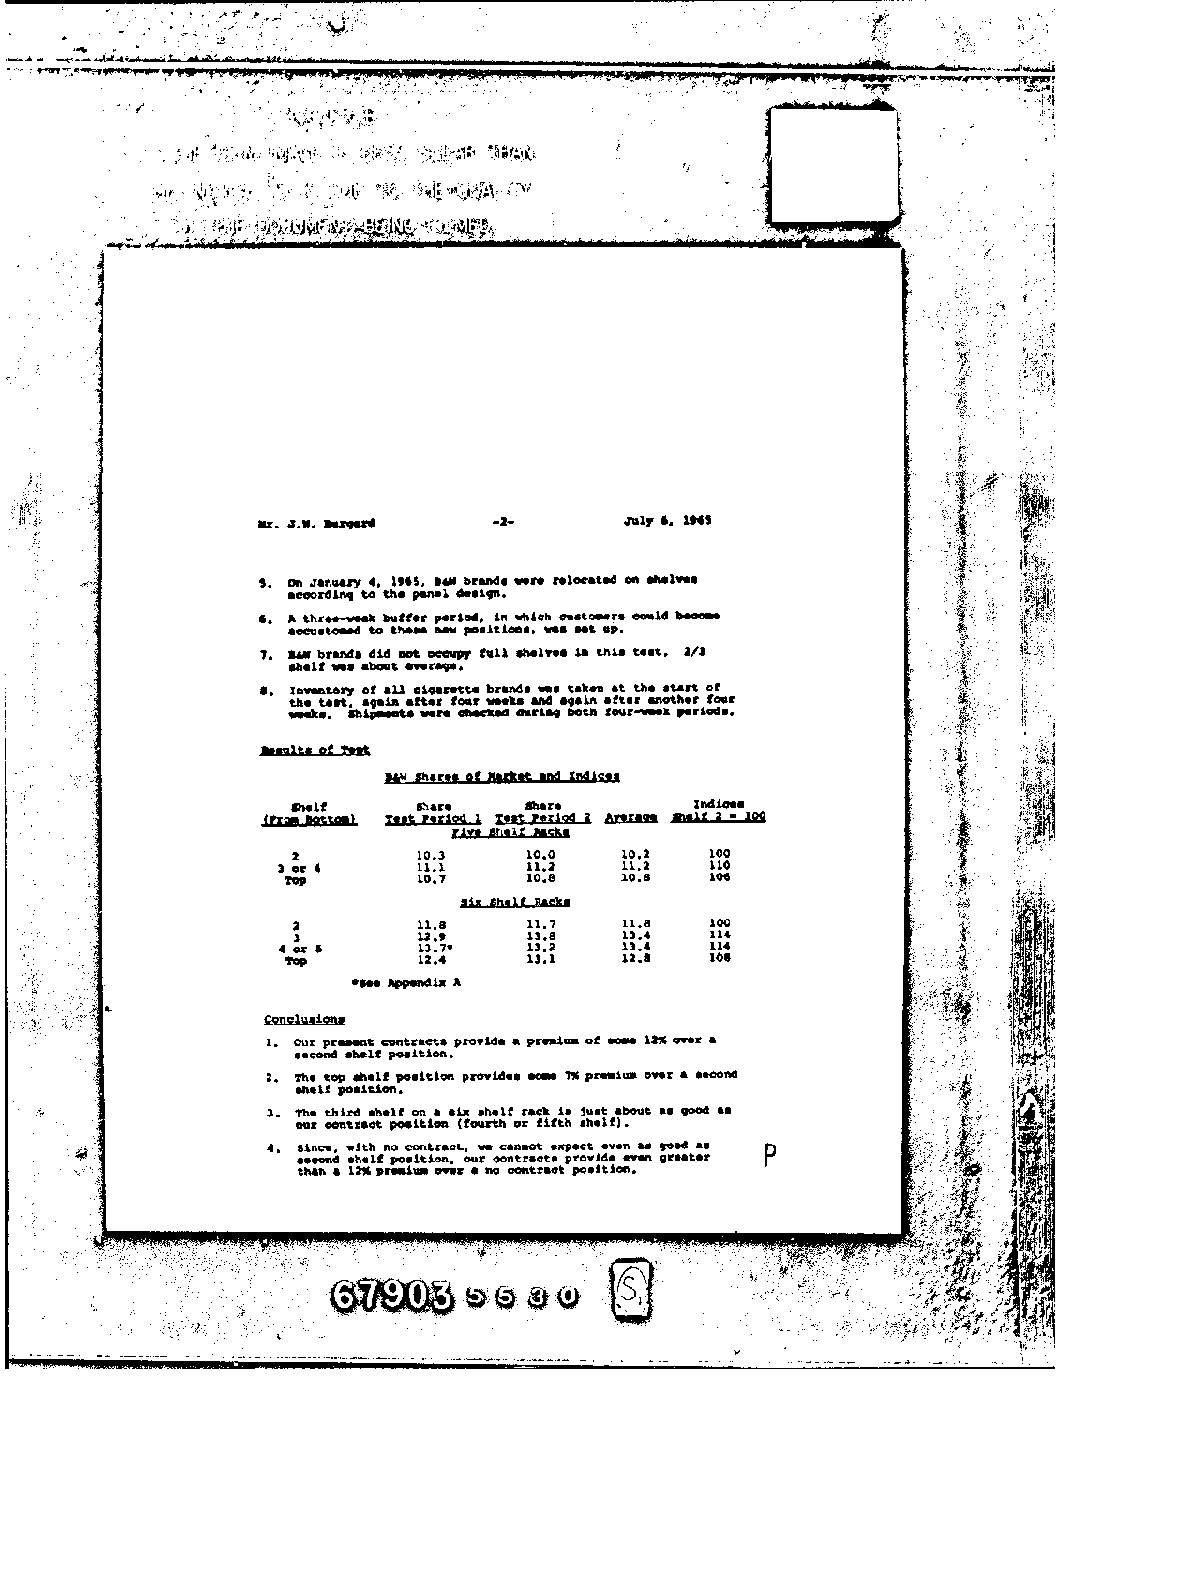 THAN
THE DOCUMENT BEING FILMED
Mr. J.W. Burgard -2- July 6, 1965
5. On January 4, 1965, B&W brands were relocated on shelves
according to the panel design.
6. A three-week buffer period, in which customers could become
accustomed to these new positions, was set up.
7. B&W brands did not occupy full shelves in this test. 2/3
shelf was about average.
8. Inventory of all cigarette brands was taken at the start of
the test, again after four weeks and again after another four
weeks. Shipments were checked during both four-week periods.
Results of Test
B&W Shares of Market and Indices
Shelf Share Share Indices
(From Bottom) Test Period 1 Test Period 2 Average Shelf 2 = 100
Five Shelf Racks
2 10.3 10.0 10.2 100
3 or 4 11.1 11.2 11.2 110
Top 10.7 10.8 10.8 106
Six Shelf Racks
2 11.8 11.7 11.8 100
3 12.9 13.8 13.4 114
4 or 5 13.7* 13.2 13.4 114
Top 12.4 13.1 12.8 108
*See Appendix A
Conclusions
1. Our present contracts provide a premium of some 12% over a
second shelf position.
2. The top shelf position provides some 7% premium over a second
shelf position.
3. The third shelf on a six shelf rack is just about as good as
our contract position (fourth or fifth shelf).
4. Since, with no contract, we cannot expect even as good as
second shelf position, our contracts provide even greater
than a 12% premium over a no contract position.
P
67903 5530 S